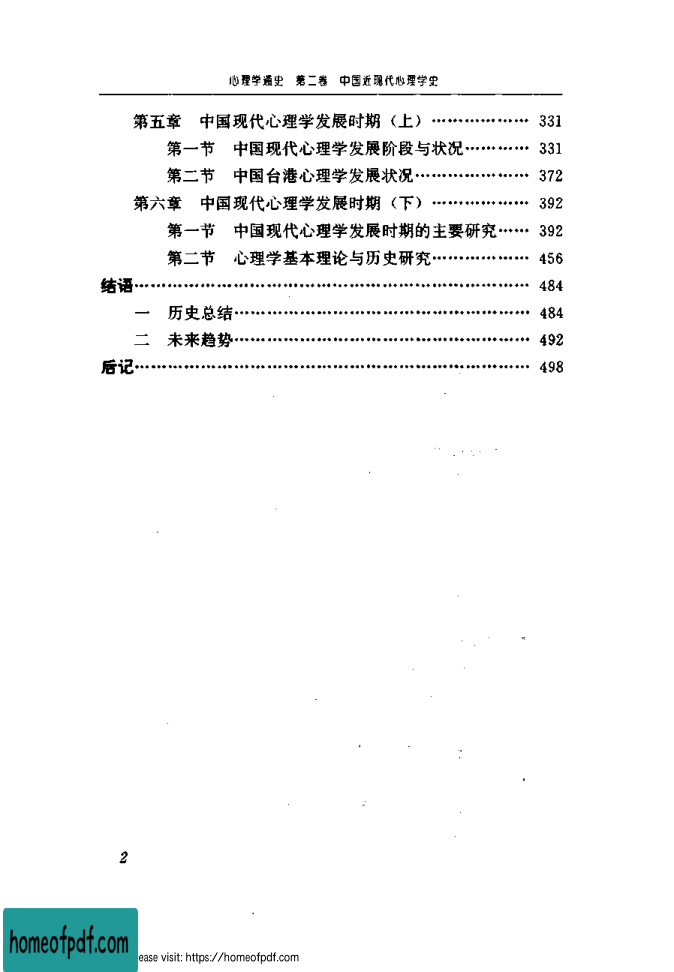 心理学通史 第二卷 中国近现代心理学史
第五章 中国现代心理学发展时期（上）………………… 331
第一节 中国现代心理学发展阶段与状况………… 331
第二节 中国台港心理学发展状况………………… 372
第六章 中国现代心理学发展时期（下）………………… 392
第一节 中国现代心理学发展时期的主要研究…… 392
第二节 心理学基本理论与历史研究……………… 456
结语……………………………………………………………… 484
一 历史总结……………………………………………… 484
二 未来趋势……………………………………………… 492
后记……………………………………………………………… 498
2
homeofpdf.com
ease visit: https://homeofpdf.com